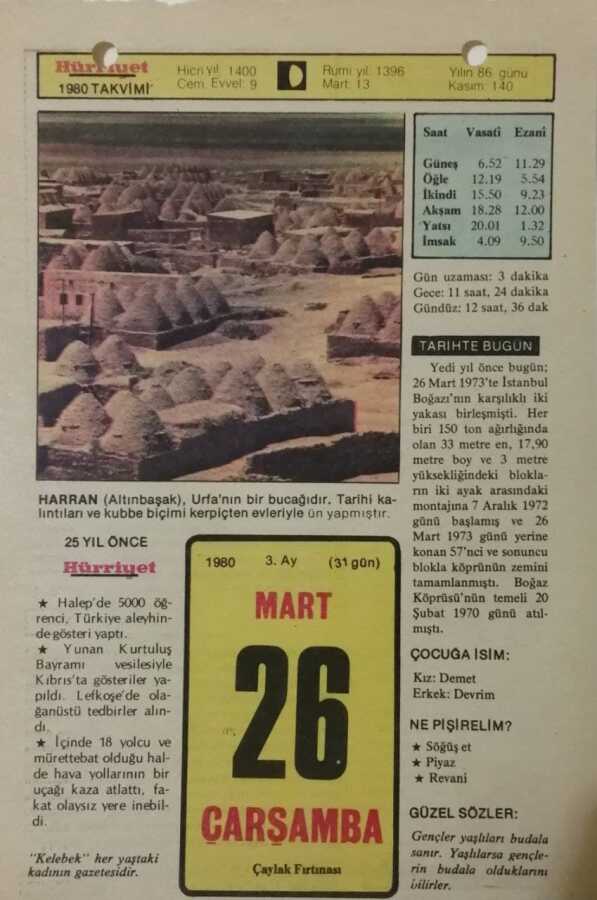 Hürriyet
1980 TAKVİMİ
Hicri Yıl: 1400
Cem. Evvel: 9
Rumi yıl: 1396
Mart: 13
Yılın 86. günü
Kasım: 140
Saat Vasatî Ezanî
Güneş 6.52 11.29
Öğle 12.19 5.54
İkindi 15.50 9.23
Akşam 18.28 12.00
Yatsı 20.01 1.32
İmsak 4.09 9.50
Gün uzaması: 3 dakika
Gece: 11 saat, 24 dakika
Gündüz: 12 saat, 36 dak
TARIHTE BUGÜN
Yedi yıl önce bugün;
26 Mart 1973'te İstanbul
Boğazı'nın karşılıklı iki
yakası birleşmişti. Her
biri 150 ton ağırlığında
olan 33 metre en, 17,90
metre boy ve 3 metre
yüksekliğindeki blokla-
rın iki ayak arasındaki
montajına 7 Aralık 1972
günü başlamış ve 26
Mart 1973 günü yerine
konan 57'nci ve sonuncu
blokla köprünün zemini
tamamlanmıştı. Boğaz
Köprüsü'nün temeli 20
Şubat 1970 günü atıl-
mıştı.
ÇOCUĞA İSİM:
Kız: Demet
Erkek: Devrim
NE PİŞİRELİM?
★ Söğüş et
★ Piyaz
★ Revani
GÜZEL SÖZLER:
Gençler yaşlıları budala
sanır. Yaşlılarsa gençle-
rin budala olduklarını
bilirler.
HARRAN (Altınbaşak), Urfa'nın bir bucağıdır. Tarihi ka-
lıntıları ve kubbe biçimi kerpiçten evleriyle ün yapmıştır.
25 YIL ÖNCE
Hürriyet
★ Halep'de 5000 öğ-
renci, Türkiye aleyhin-
de gösteri yaptı.
★ Yunan Kurtuluş
Bayramı vesilesiyle
Kıbrıs'ta gösteriler ya-
pıldı. Lefkoşe'de ola-
ğanüstü tedbirler alın-
dı.
★ İçinde 18 yolcu ve
mürettebat olduğu hal-
de hava yollarının bir
uçağı kaza atlattı, fa-
kat olaysız yere inebil-
di.
"Kelebek" her yaştaki
kadının gazetesidir.
1980 3. Ay (31 gün)
MART
26
ÇARŞAMBA
Çaylak Fırtınası